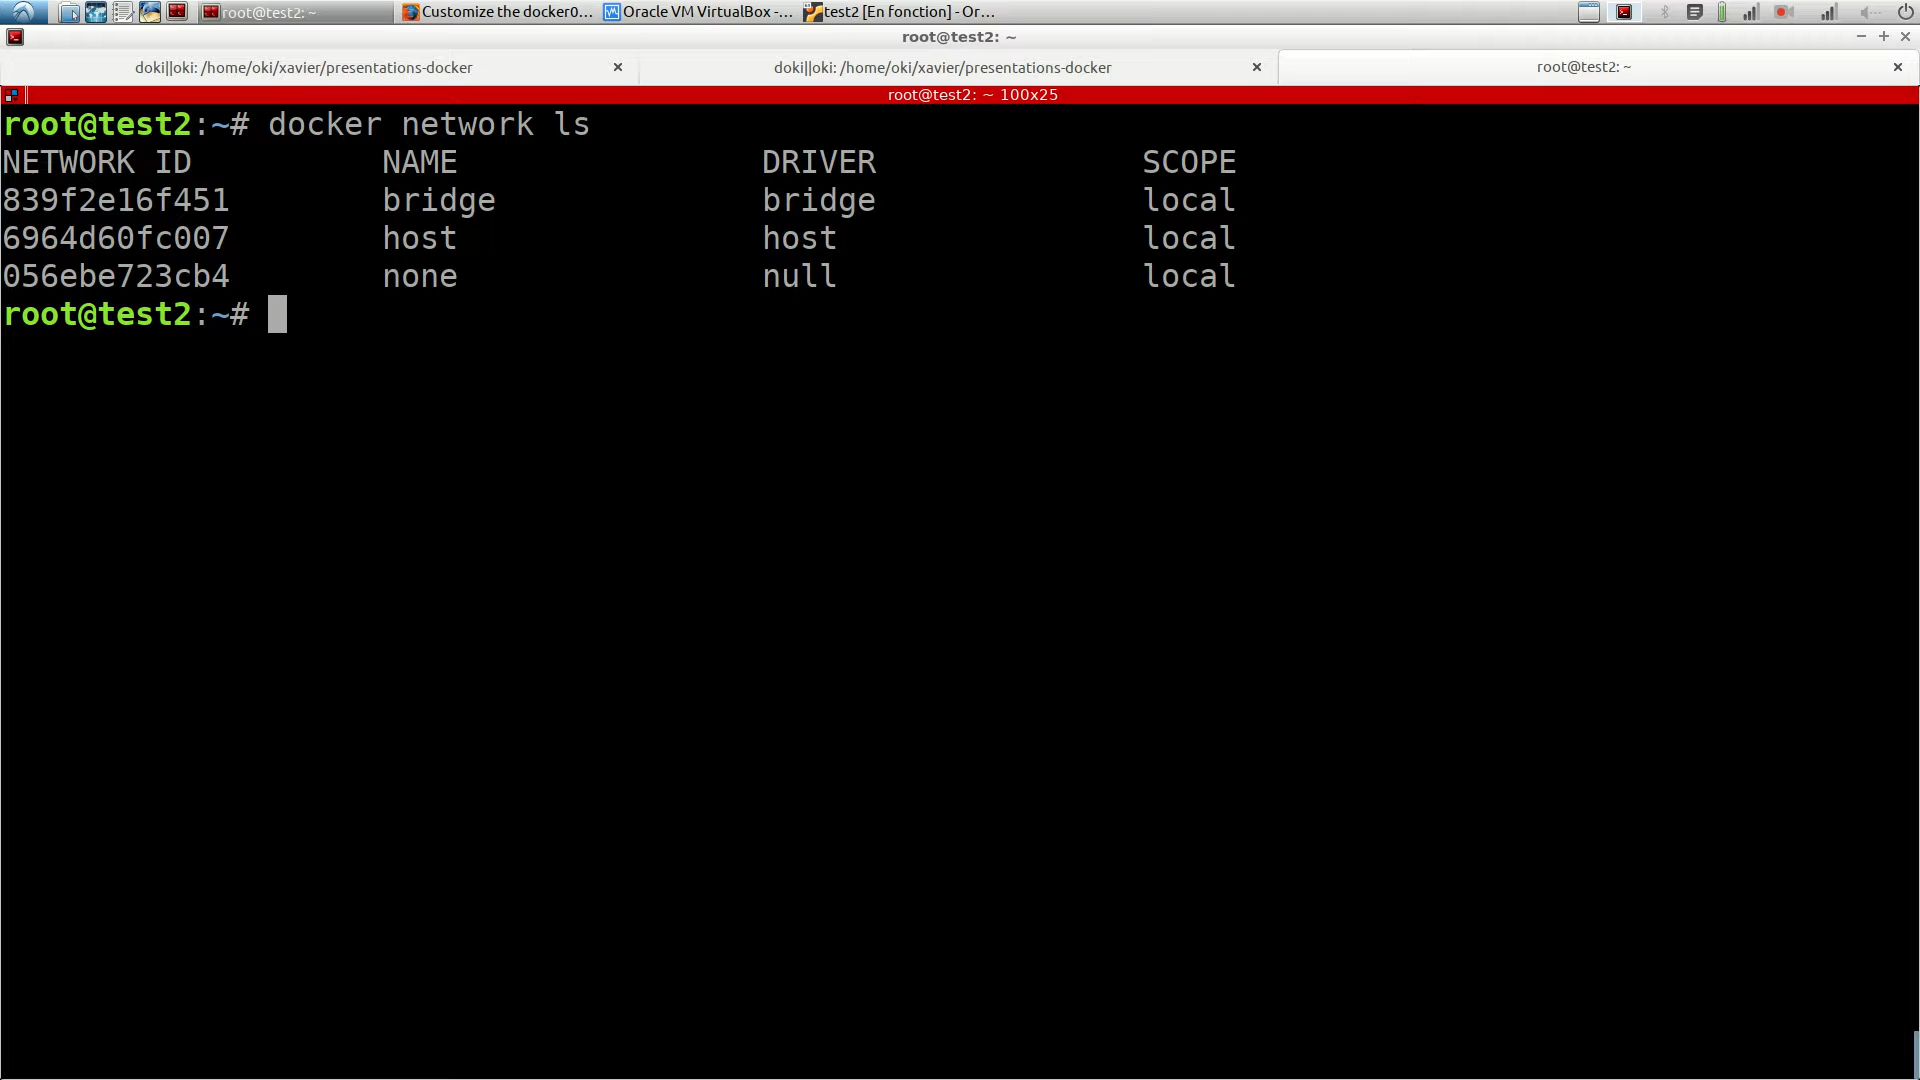 root@test2: ~ Customize the docker0... Oracle VM VirtualBox -... test2 [En fonction] - Or...
root@test2: ~
doki||oki: /home/oki/xavier/presentations-docker doki||oki: /home/oki/xavier/presentations-docker root@test2: ~
root@test2: ~ 100x25
root@test2:~# docker network ls
NETWORK ID NAME DRIVER SCOPE
839f2e16f451 bridge bridge local
6964d60fc007 host host local
056ebe723cb4 none null local
root@test2:~#